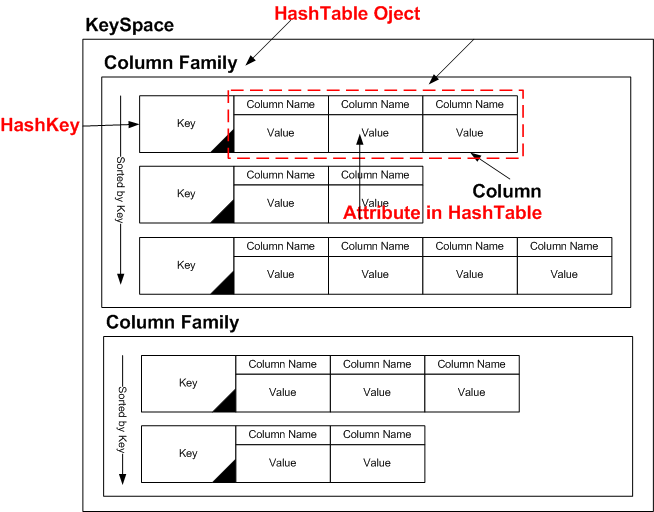 HashTable Oject
KeySpace
Column Family
HashKey
Sorted by Key
Key
Column Name Column Name Column Name
Value Value Value
Column
Key
Column Name Column Name
Value Value
Attribute in HashTable
Key
Column Name Column Name Column Name Column Name
Value Value Value Value
Column Family
Sorted by Key
Key
Column Name Column Name Column Name
Value Value Value
Key
Column Name Column Name
Value Value